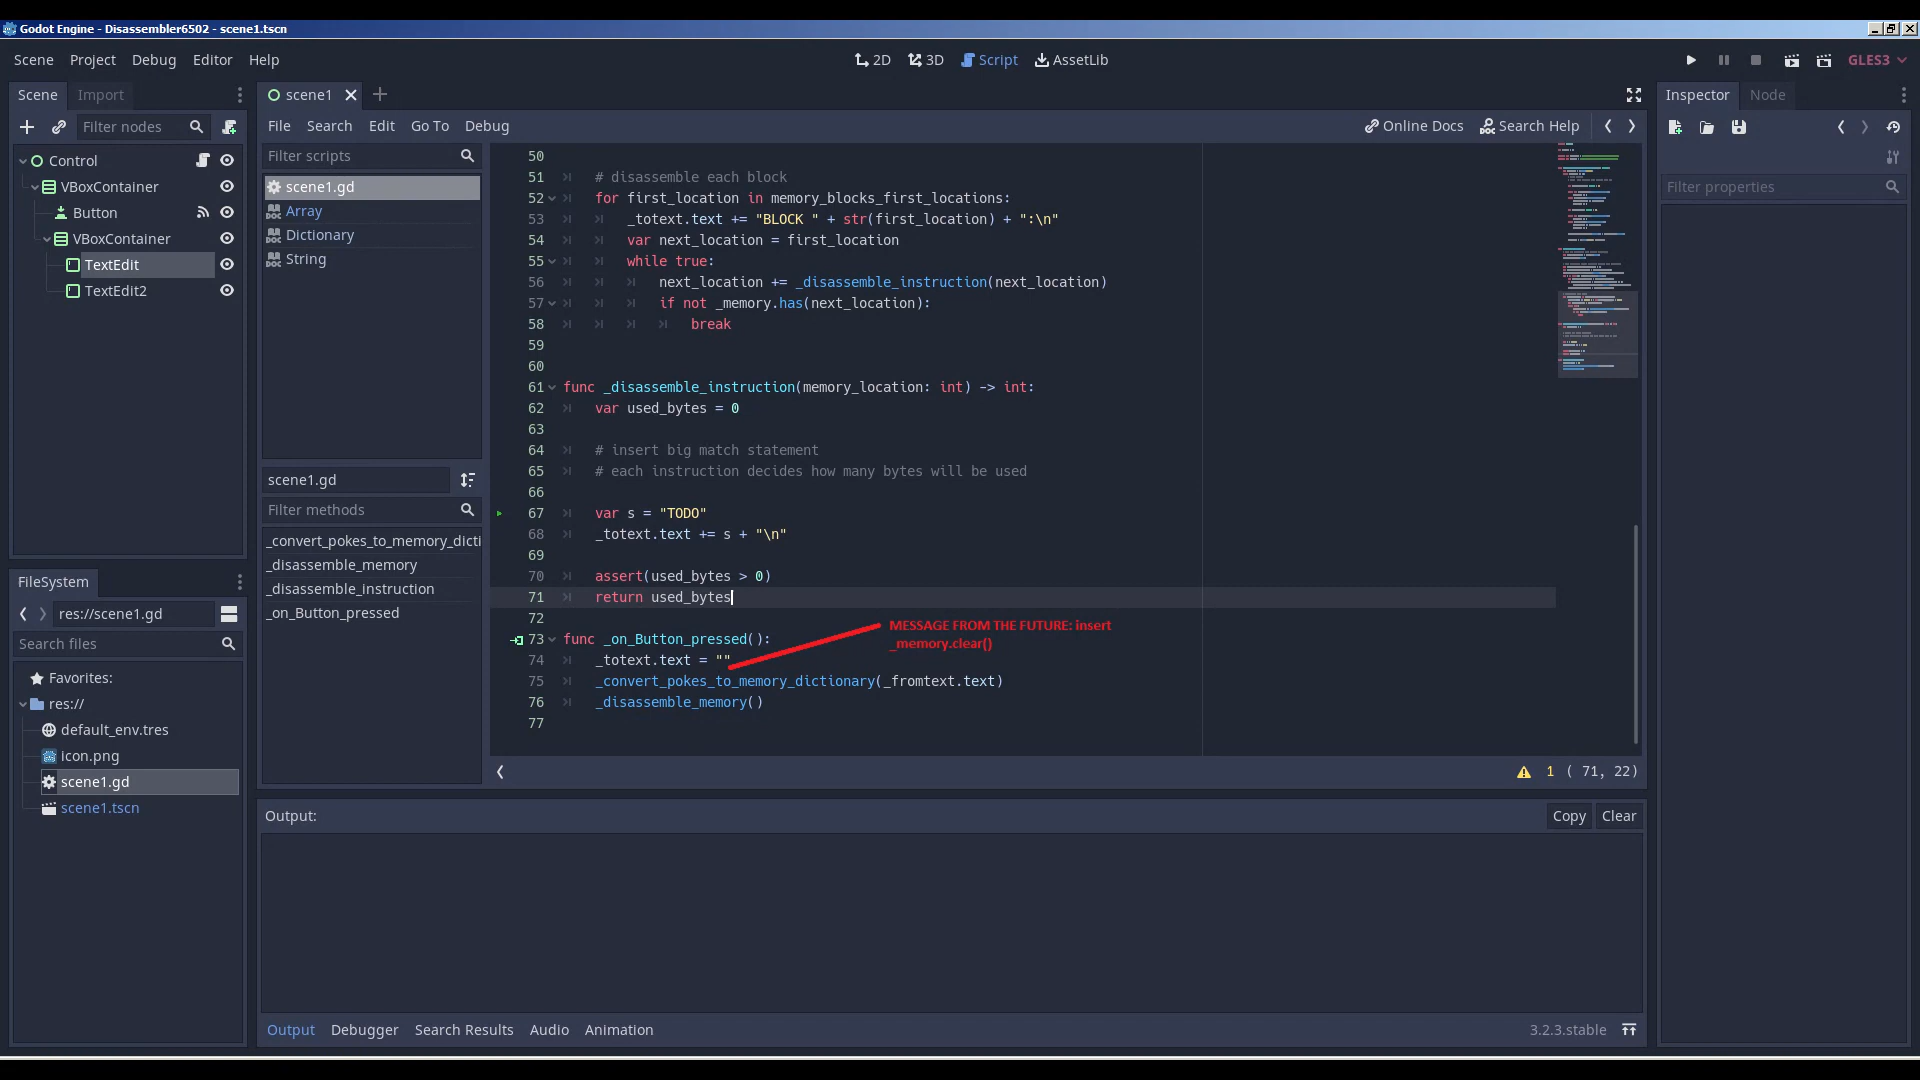 Godot Engine - Disassembler6502 - scene1.tscn
Scene Project Debug Editor Help
2D 3D Script AssetLib
GLES3
Scene Import
Filter nodes
Control
VBoxContainer
Button
VBoxContainer
TextEdit
TextEdit2
FileSystem
res://scene1.gd
Search files
Favorites:
res://
default_env.tres
icon.png
scene1.gd
scene1.tscn
scene1
File Search Edit Go To Debug
Online Docs Search Help
Filter scripts
scene1.gd
Array
Dictionary
String
scene1.gd
Filter methods
_convert_pokes_to_memory_dicti
_disassemble_memory
_disassemble_instruction
_on_Button_pressed
50
51 # disassemble each block
52 for first_location in memory_blocks_first_locations:
53 _totext.text += "BLOCK " + str(first_location) + ":\n"
54 var next_location = first_location
55 while true:
56 next_location += _disassemble_instruction(next_location)
57 if not _memory.has(next_location):
58 break
59
60
61 func _disassemble_instruction(memory_location: int) -> int:
62 var used_bytes = 0
63
64 # insert big match statement
65 # each instruction decides how many bytes will be used
66
67 var s = "TODO"
68 _totext.text += s + "\n"
69
70 assert(used_bytes > 0)
71 return used_bytes
72
73 func _on_Button_pressed():
74 _totext.text = ""
75 _convert_pokes_to_memory_dictionary(_fromtext.text)
76 _disassemble_memory()
77
MESSAGE FROM THE FUTURE: insert
_memory.clear()
1 ( 71, 22)
Output:
Copy Clear
Output Debugger Search Results Audio Animation
3.2.3.stable
Inspector Node
Filter properties